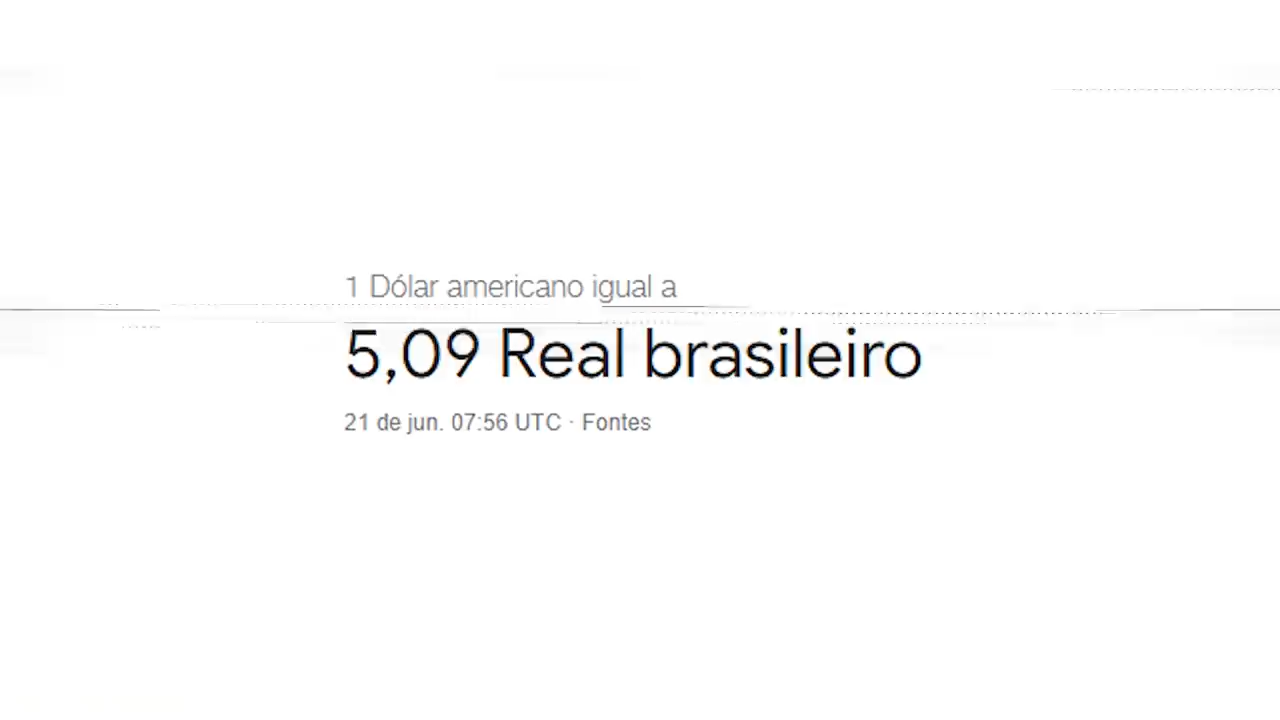 1 Dólar americano igual a
5,09 Real brasileiro
21 de jun. 07:56 UTC · Fontes